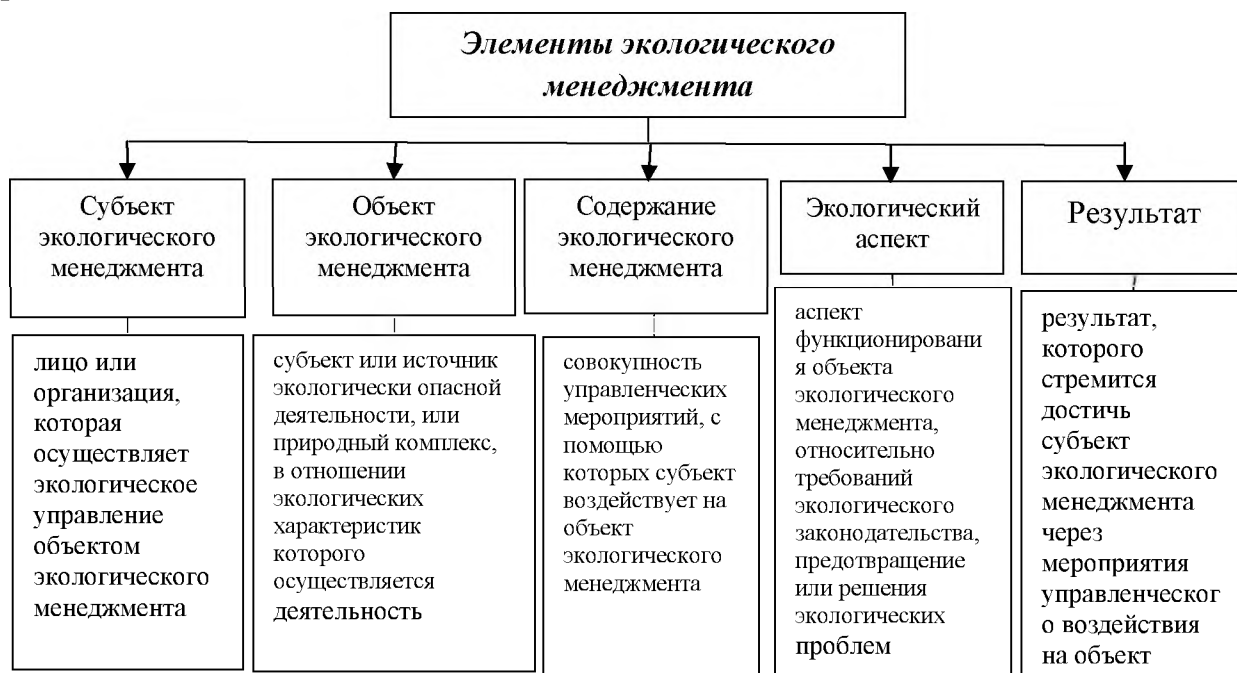 Элементы экологического
менеджмента
Субъект
экологического
менеджмента
Объект
экологического
менеджмента
Содержание
экологического
менеджмента
Экологический
аспект
Результат
лицо или
организация,
которая
осуществляет
экологическое
управление
объектом
экологического
менеджмента
субъект или источник
экологически опасной
деятельности, или
природный комплекс,
в отношении
экологических
характеристик
которого
осуществляется
деятельность
совокупность
управленческих
мероприятий, с
помощью
которых субъект
воздействует на
объект
экологического
менеджмента
аспект
функционировани
я объекта
экологического
менеджмента,
относительно
требований
экологического
законодательства,
предотвращение
или решения
экологических
проблем
результат,
которого
стремится
достичь
субъект
экологического
менеджмента
через
мероприятия
управленческог
о воздействия
на объект